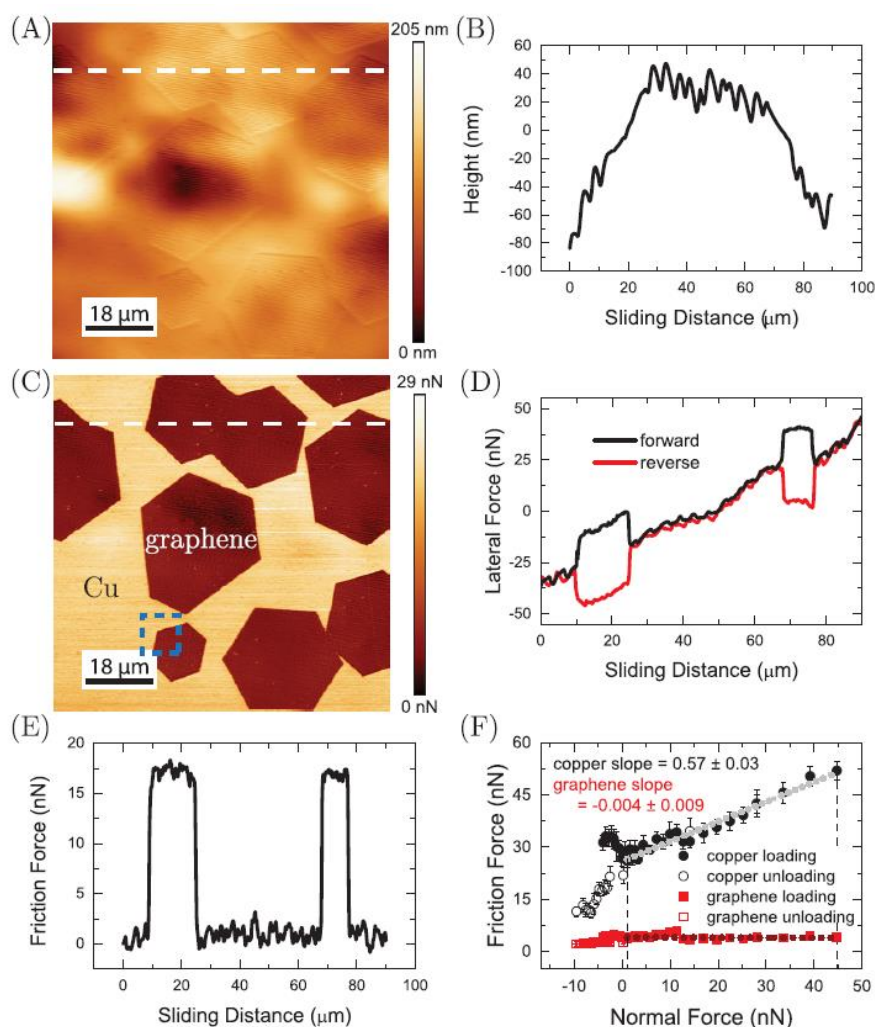 (A)
205 nm
18 µm
0 nm
(B)
60
40
20
0
-20
-40
-60
-80
-100
Height (nm)
0 20 40 60 80 100
Sliding Distance (µm)
(C)
29 nN
graphene
Cu
18 µm
0 nN
(D)
50
25
0
-25
-50
Lateral Force (nN)
forward
reverse
0 20 40 60 80
Sliding Distance (µm)
(E)
20
15
10
5
0
Friction Force (nN)
0 20 40 60 80 100
Sliding Distance (µm)
(F)
60
45
30
15
0
Friction Force (nN)
copper slope = 0.57 ± 0.03
graphene slope
= -0.004 ± 0.009
copper loading
copper unloading
graphene loading
graphene unloading
-10 0 10 20 30 40 50
Normal Force (nN)